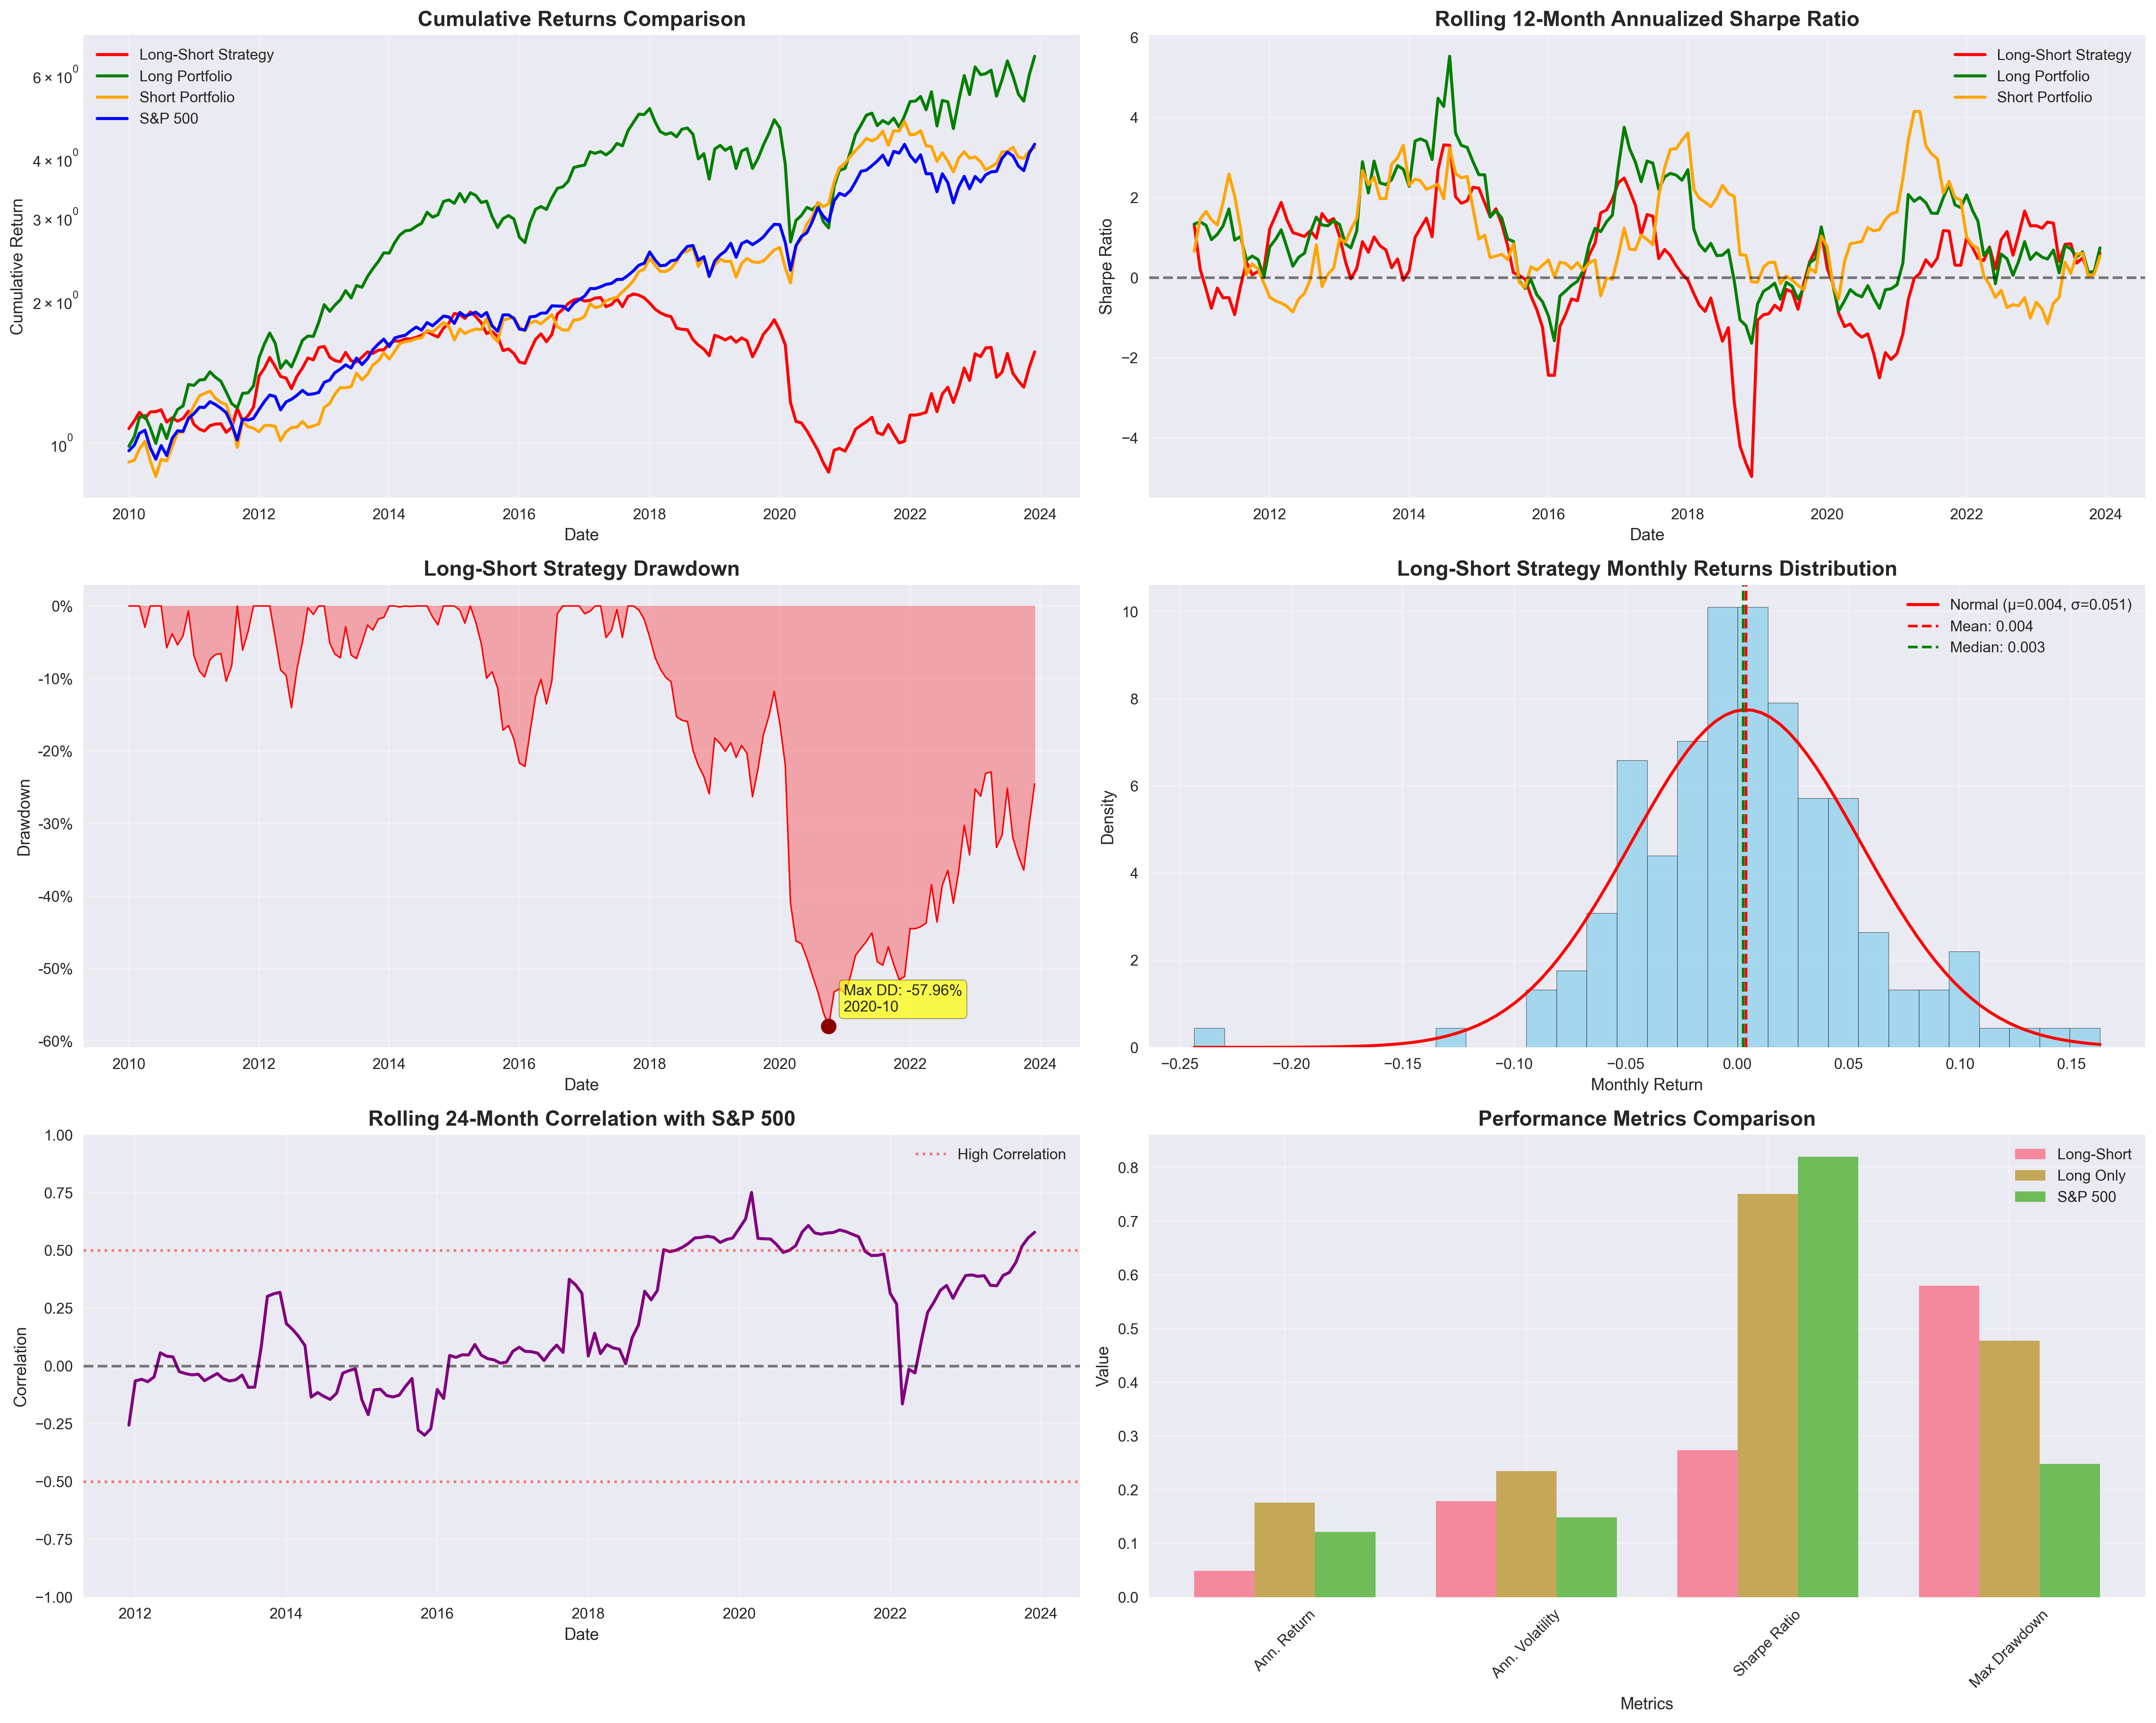 Cumulative Returns Comparison
Cumulative Return
6 × 10^0
4 × 10^0
3 × 10^0
2 × 10^0
10^0
Long-Short Strategy
Long Portfolio
Short Portfolio
S&P 500
2010 2012 2014 2016 2018 2020 2022 2024
Date
Rolling 12-Month Annualized Sharpe Ratio
Sharpe Ratio
6
4
2
0
−2
−4
Long-Short Strategy
Long Portfolio
Short Portfolio
2012 2014 2016 2018 2020 2022 2024
Date
Long-Short Strategy Drawdown
Drawdown
0%
-10%
-20%
-30%
-40%
-50%
-60%
Max DD: -57.96%
2020-10
2010 2012 2014 2016 2018 2020 2022 2024
Date
Long-Short Strategy Monthly Returns Distribution
Density
10
8
6
4
2
0
Normal (μ=0.004, σ=0.051)
Mean: 0.004
Median: 0.003
−0.25 −0.20 −0.15 −0.10 −0.05 0.00 0.05 0.10 0.15
Monthly Return
Rolling 24-Month Correlation with S&P 500
Correlation
1.00
0.75
0.50
0.25
0.00
−0.25
−0.50
−0.75
−1.00
High Correlation
2012 2014 2016 2018 2020 2022 2024
Date
Performance Metrics Comparison
Value
0.8
0.7
0.6
0.5
0.4
0.3
0.2
0.1
0.0
Long-Short
Long Only
S&P 500
Ann. Return
Ann. Volatility
Sharpe Ratio
Max Drawdown
Metrics